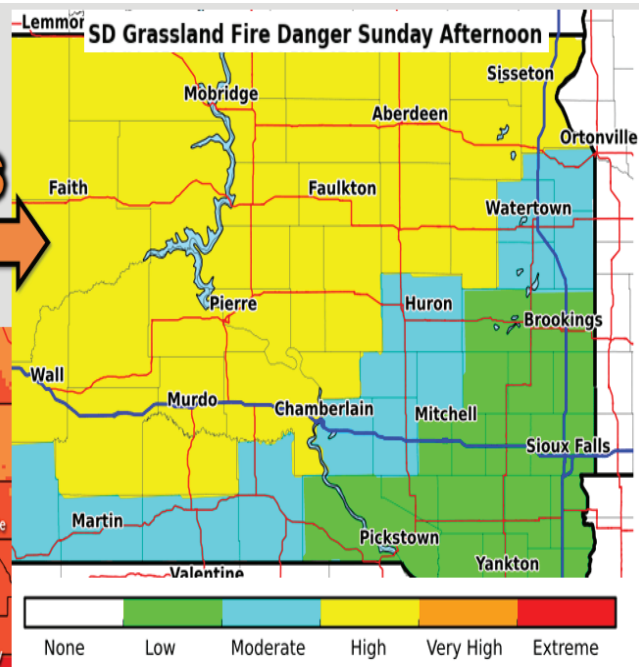 Lemmon
SD Grassland Fire Danger Sunday Afternoon
Sisseton
Mobridge
Aberdeen
Ortonville
Faith
Faulkton
Watertown
Pierre
Huron
Brookings
Wall
Murdo
Chamberlain
Mitchell
Sioux Falls
Martin
Pickstown
Yankton
Valentine
None
Low
Moderate
High
Very High
Extreme